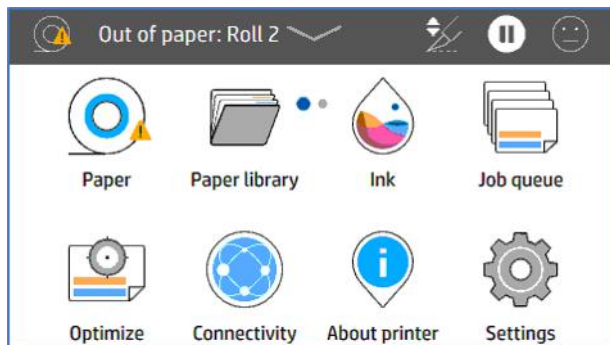 Out of paper: Roll 2
Paper Paper library Ink Job queue
Optimize Connectivity About printer Settings